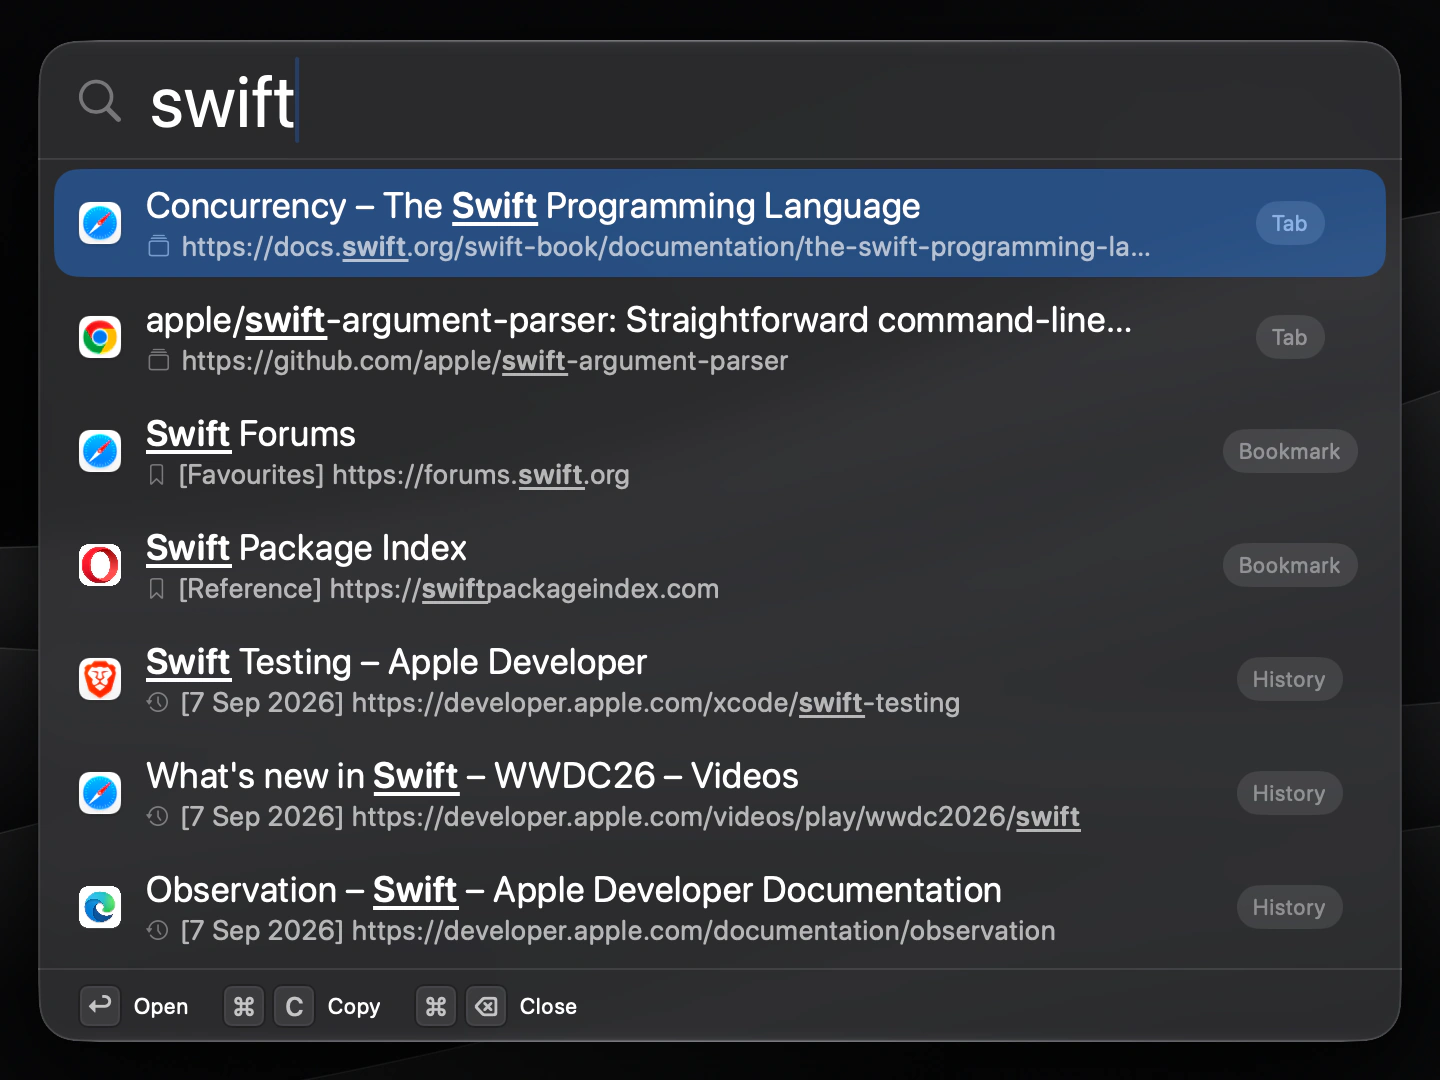 swift
Concurrency – The Swift Programming Language
https://docs.swift.org/swift-book/documentation/the-swift-programming-la...
Tab
apple/swift-argument-parser: Straightforward command-line...
https://github.com/apple/swift-argument-parser
Tab
Swift Forums
[Favourites] https://forums.swift.org
Bookmark
Swift Package Index
[Reference] https://swiftpackageindex.com
Bookmark
Swift Testing – Apple Developer
[7 Sep 2026] https://developer.apple.com/xcode/swift-testing
History
What's new in Swift – WWDC26 – Videos
[7 Sep 2026] https://developer.apple.com/videos/play/wwdc2026/swift
History
Observation – Swift – Apple Developer Documentation
[7 Sep 2026] https://developer.apple.com/documentation/observation
History
Open ⌘ C Copy ⌘ Close